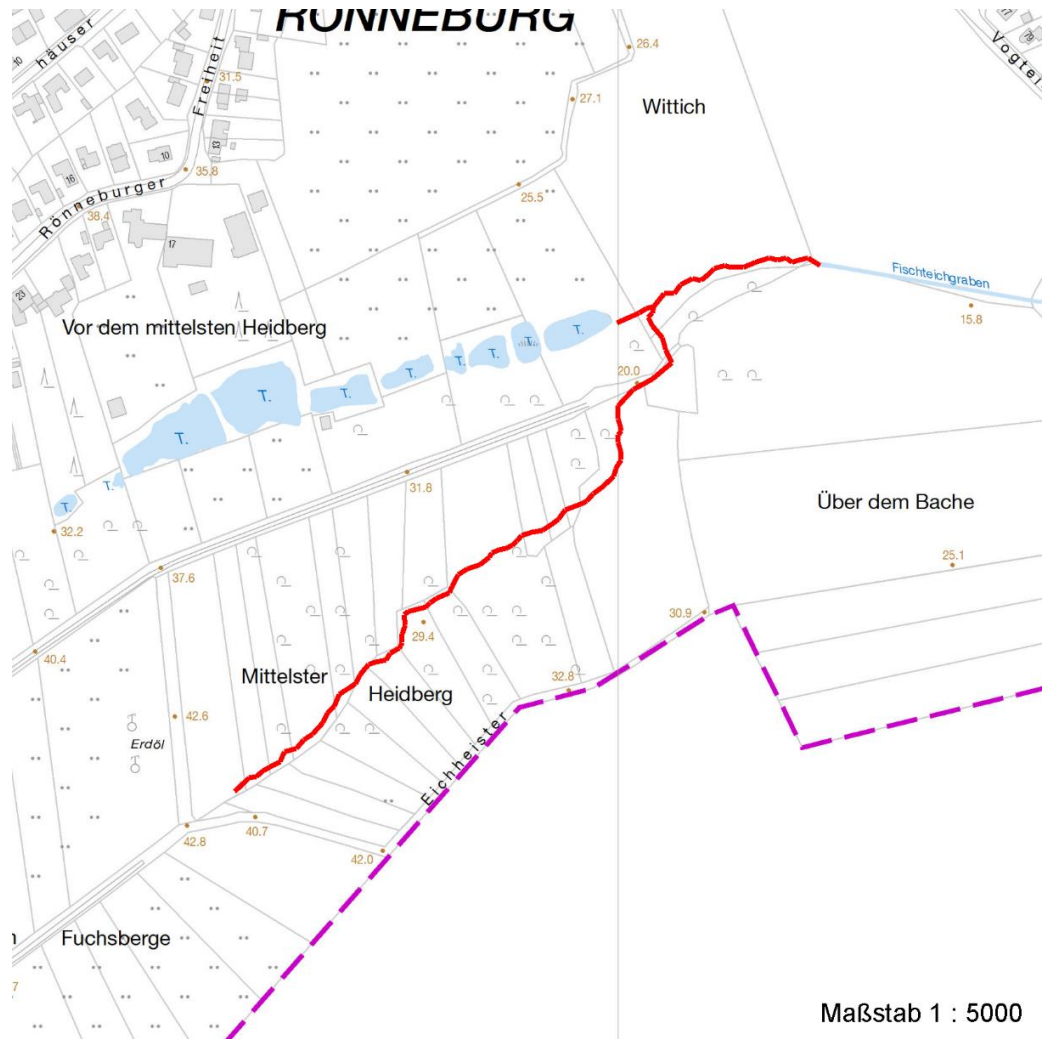 RÖNNEBURG
häuser
10
Freiheit
31.5
26.4
27.1
Wittich
79
Vogtei
13
10
16
35.8
Rönneburger
38.4
25.5
17
23
Fischteichgraben
15.8
Vor dem mittelsten Heidberg
T.
T.
T.
T.
T.
T.
T.
T.
T.
T.
20.0
31.8
Über dem Bache
32.2
37.6
25.1
40.4
29.4
30.9
Mittelster
Heidberg
32.8
42.6
Erdöl
Eichheister
42.8
40.7
42.0
Fuchsberge
7
Maßstab 1 : 5000